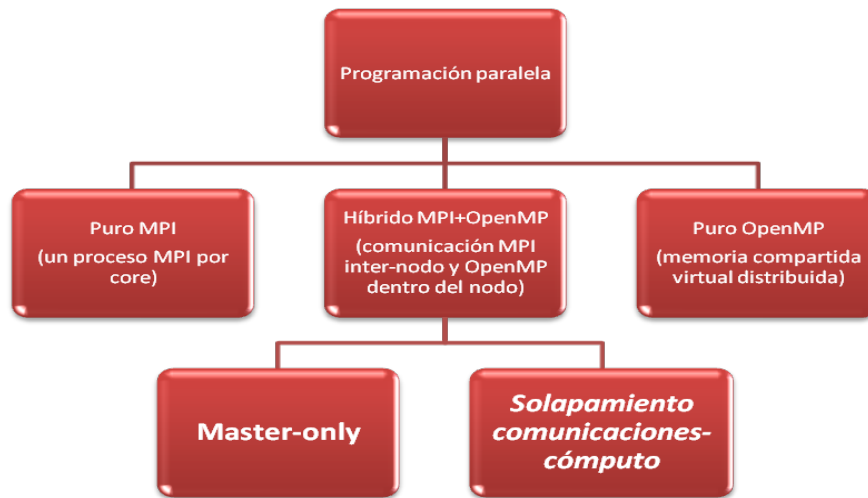 Programación paralela
Puro MPI
(un proceso MPI por
core)
Híbrido MPI+OpenMP
(comunicación MPI
inter-nodo y OpenMP
dentro del nodo)
Puro OpenMP
(memoria compartida
virtual distribuida)
Master-only
Solapamiento
comunicaciones-
cómputo